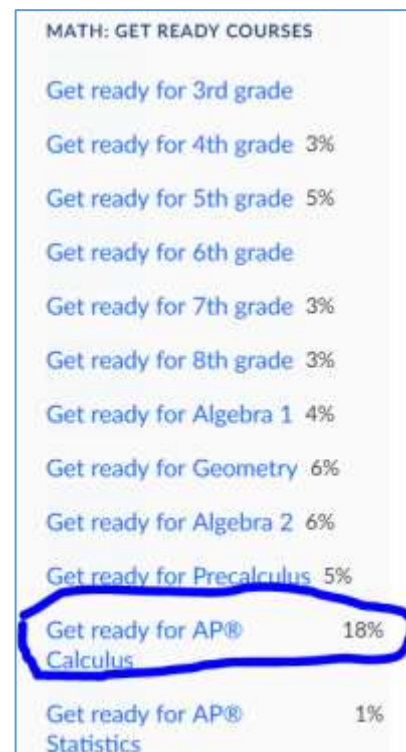 MATH: GET READY COURSES
Get ready for 3rd grade
Get ready for 4th grade 3%
Get ready for 5th grade 5%
Get ready for 6th grade
Get ready for 7th grade 3%
Get ready for 8th grade 3%
Get ready for Algebra 1 4%
Get ready for Geometry 6%
Get ready for Algebra 2 6%
Get ready for Precalculus 5%
Get ready for AP® 18%
Calculus
Get ready for AP® 1%
Statistics